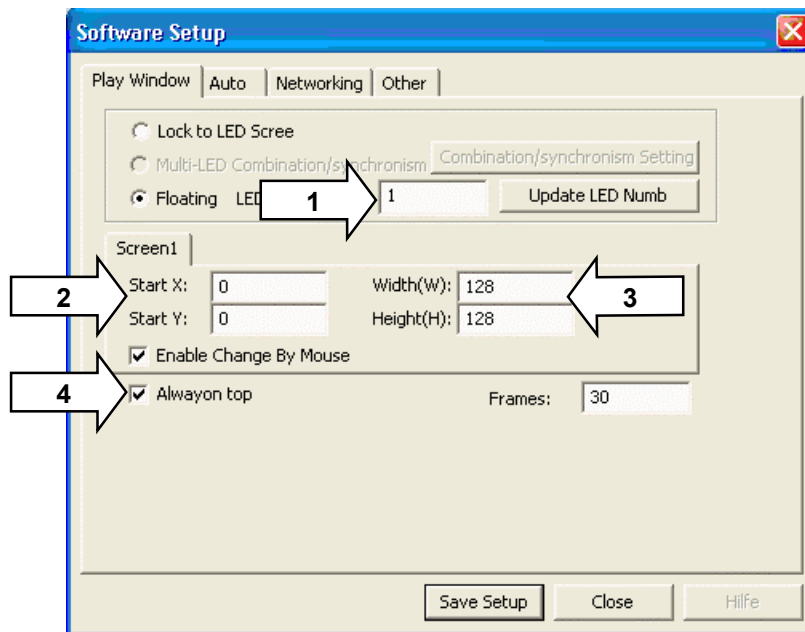 Software Setup
Play Window Auto Networking Other
Lock to LED Scree
Multi-LED Combination/synchronism Combination/synchronism Setting
Floating LED 1 1 Update LED Numb
Screen1
2 Start X: 0 Width(W): 128 3
Start Y: 0 Height(H): 128
Enable Change By Mouse
4 Alwayon top Frames: 30
Save Setup Close Hilfe